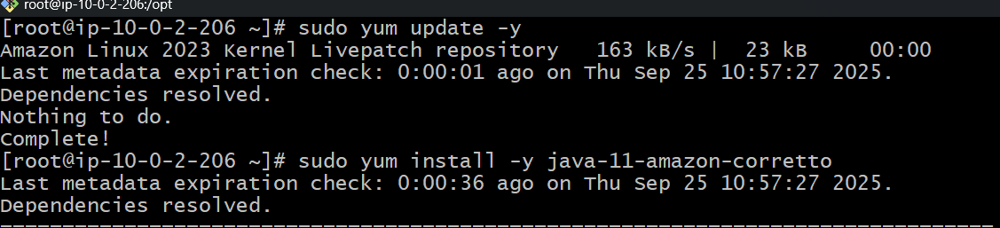 root@ip-10-0-2-206:/opt
[root@ip-10-0-2-206 ~]# sudo yum update -y
Amazon Linux 2023 Kernel Livepatch repository   163 kB/s |  23 kB     00:00
Last metadata expiration check: 0:00:01 ago on Thu Sep 25 10:57:27 2025.
Dependencies resolved.
Nothing to do.
Complete!
[root@ip-10-0-2-206 ~]# sudo yum install -y java-11-amazon-corretto
Last metadata expiration check: 0:00:36 ago on Thu Sep 25 10:57:27 2025.
Dependencies resolved.